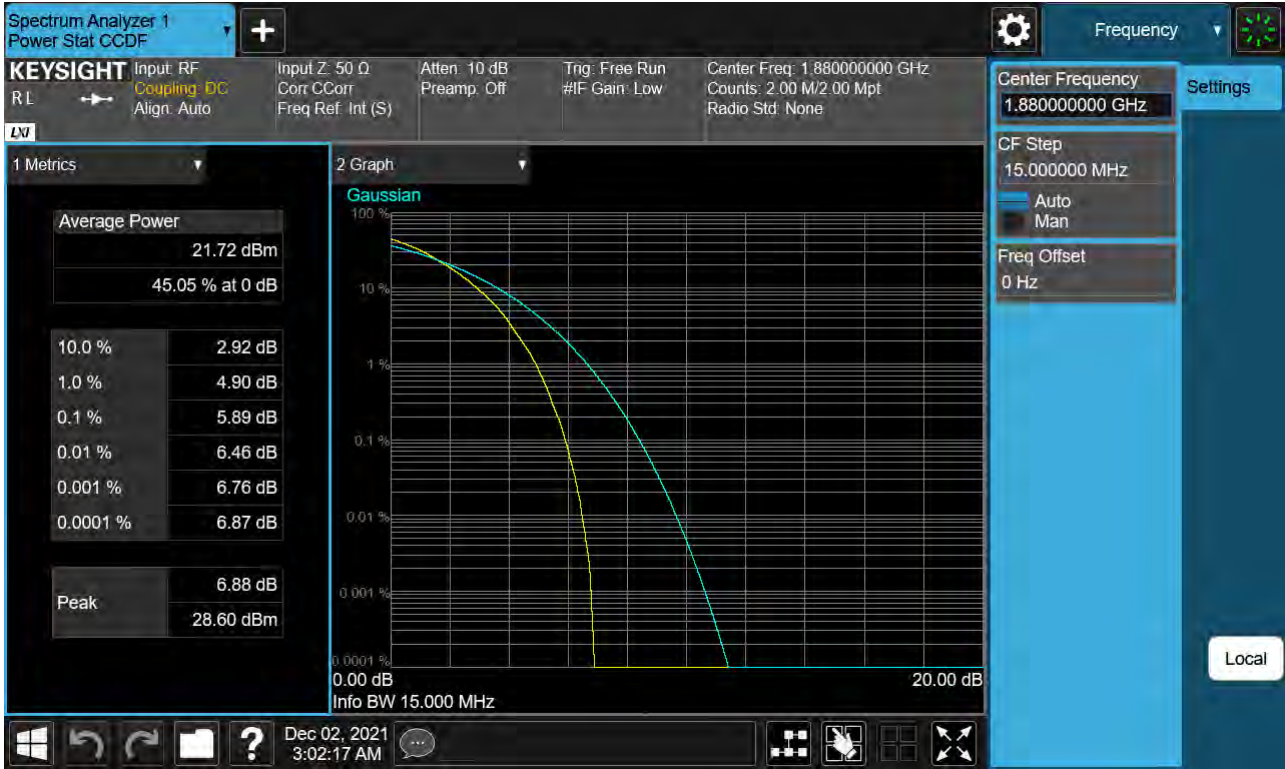 Spectrum Analyzer 1
Power Stat CCDF
Frequency
KEYSIGHT
R L
LXI
Input: RF
Coupling: DC
Align: Auto
Input Z: 50 Ω
Corr CCorr
Freq Ref: Int (S)
Atten: 10 dB
Preamp: Off
Trig: Free Run
#IF Gain: Low
Center Freq: 1.880000000 GHz
Counts: 2.00 M/2.00 Mpt
Radio Std: None
Center Frequency
1.880000000 GHz
CF Step
15.000000 MHz
Auto
Man
Freq Offset
0 Hz
Settings
Local
1 Metrics
Average Power
21.72 dBm
45.05 % at 0 dB
10.0 % 2.92 dB
1.0 % 4.90 dB
0.1 % 5.89 dB
0.01 % 6.46 dB
0.001 % 6.76 dB
0.0001 % 6.87 dB
Peak
6.88 dB
28.60 dBm
2 Graph
Gaussian
100 %
10 %
1 %
0.1 %
0.01 %
0.001 %
0.0001 %
0.00 dB 20.00 dB
Info BW 15.000 MHz
Dec 02, 2021
3:02:17 AM